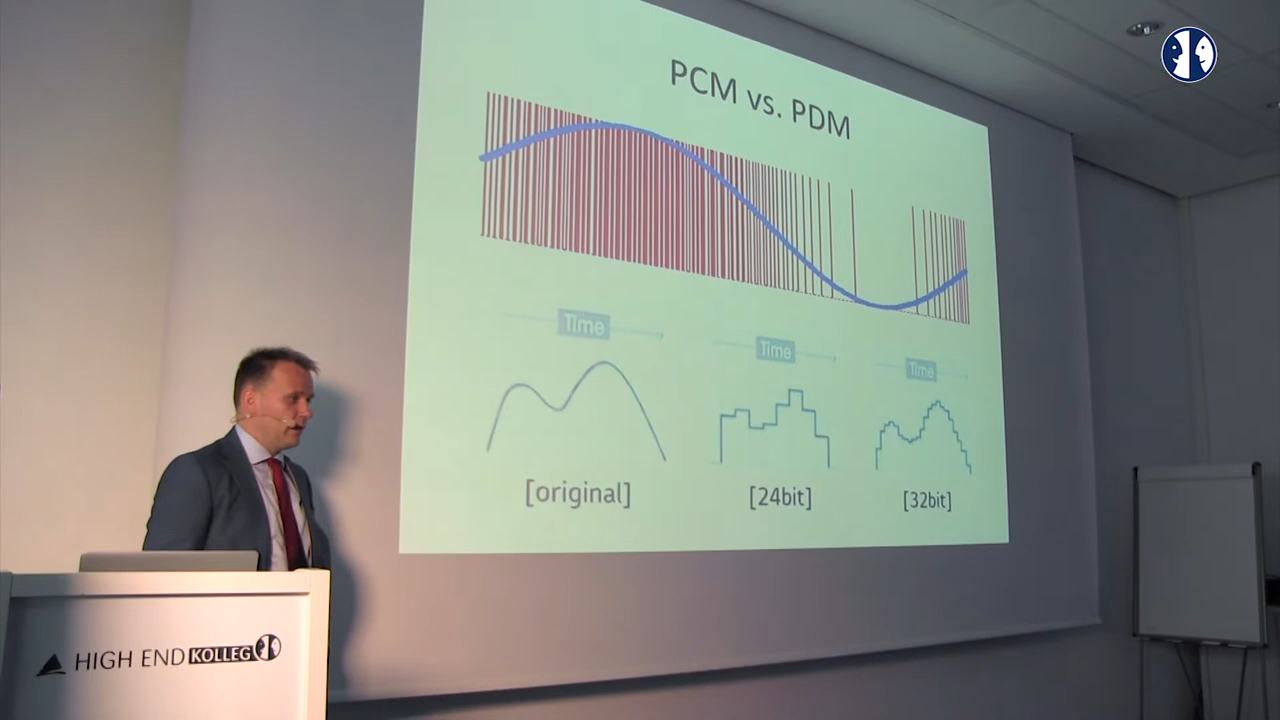 PCM vs. PDM
Time
Time
Time
[original]
[24bit]
[32bit]
HIGH END KOLLEG